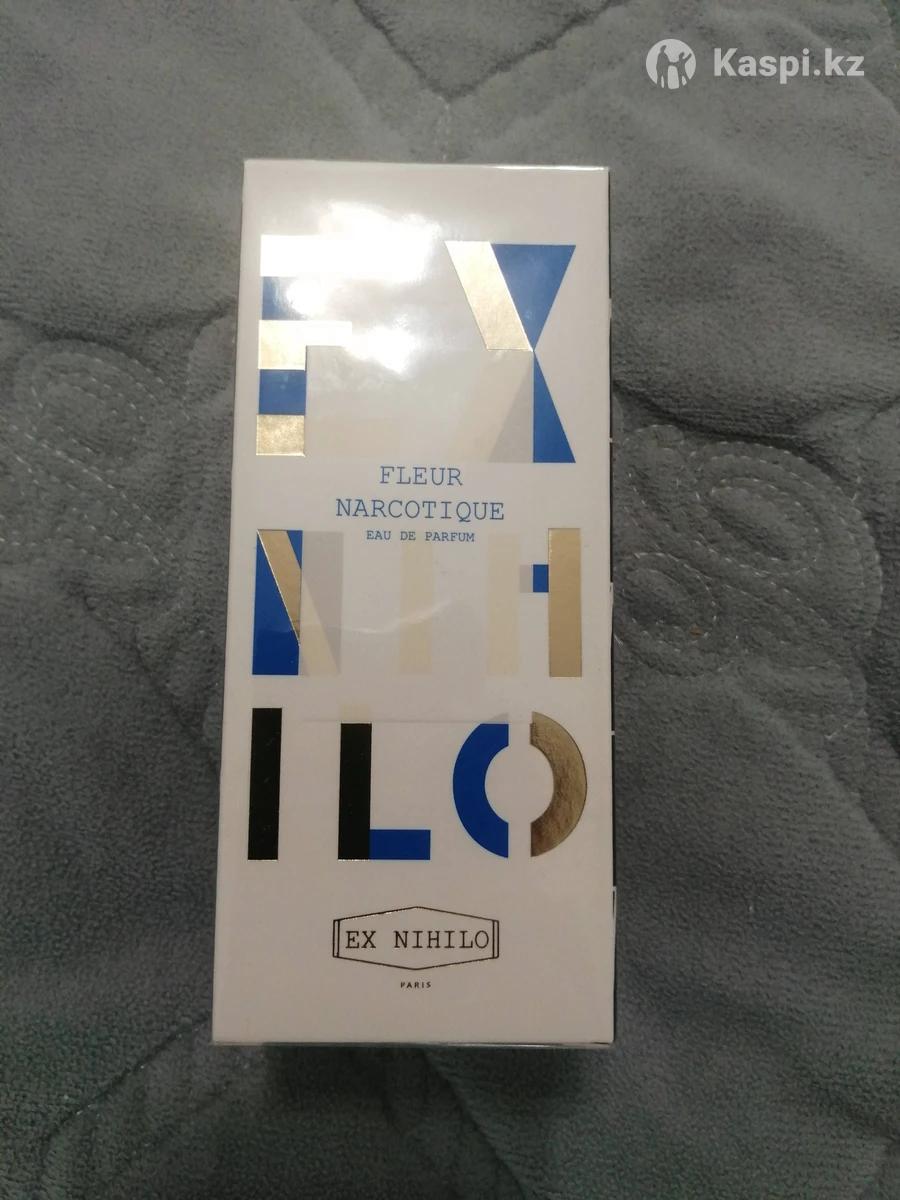 Kaspi.kz
EX
FLEUR
NARCOTIQUE
EAU DE PARFUM
NIH
ILO
EX NIHILO
PARIS